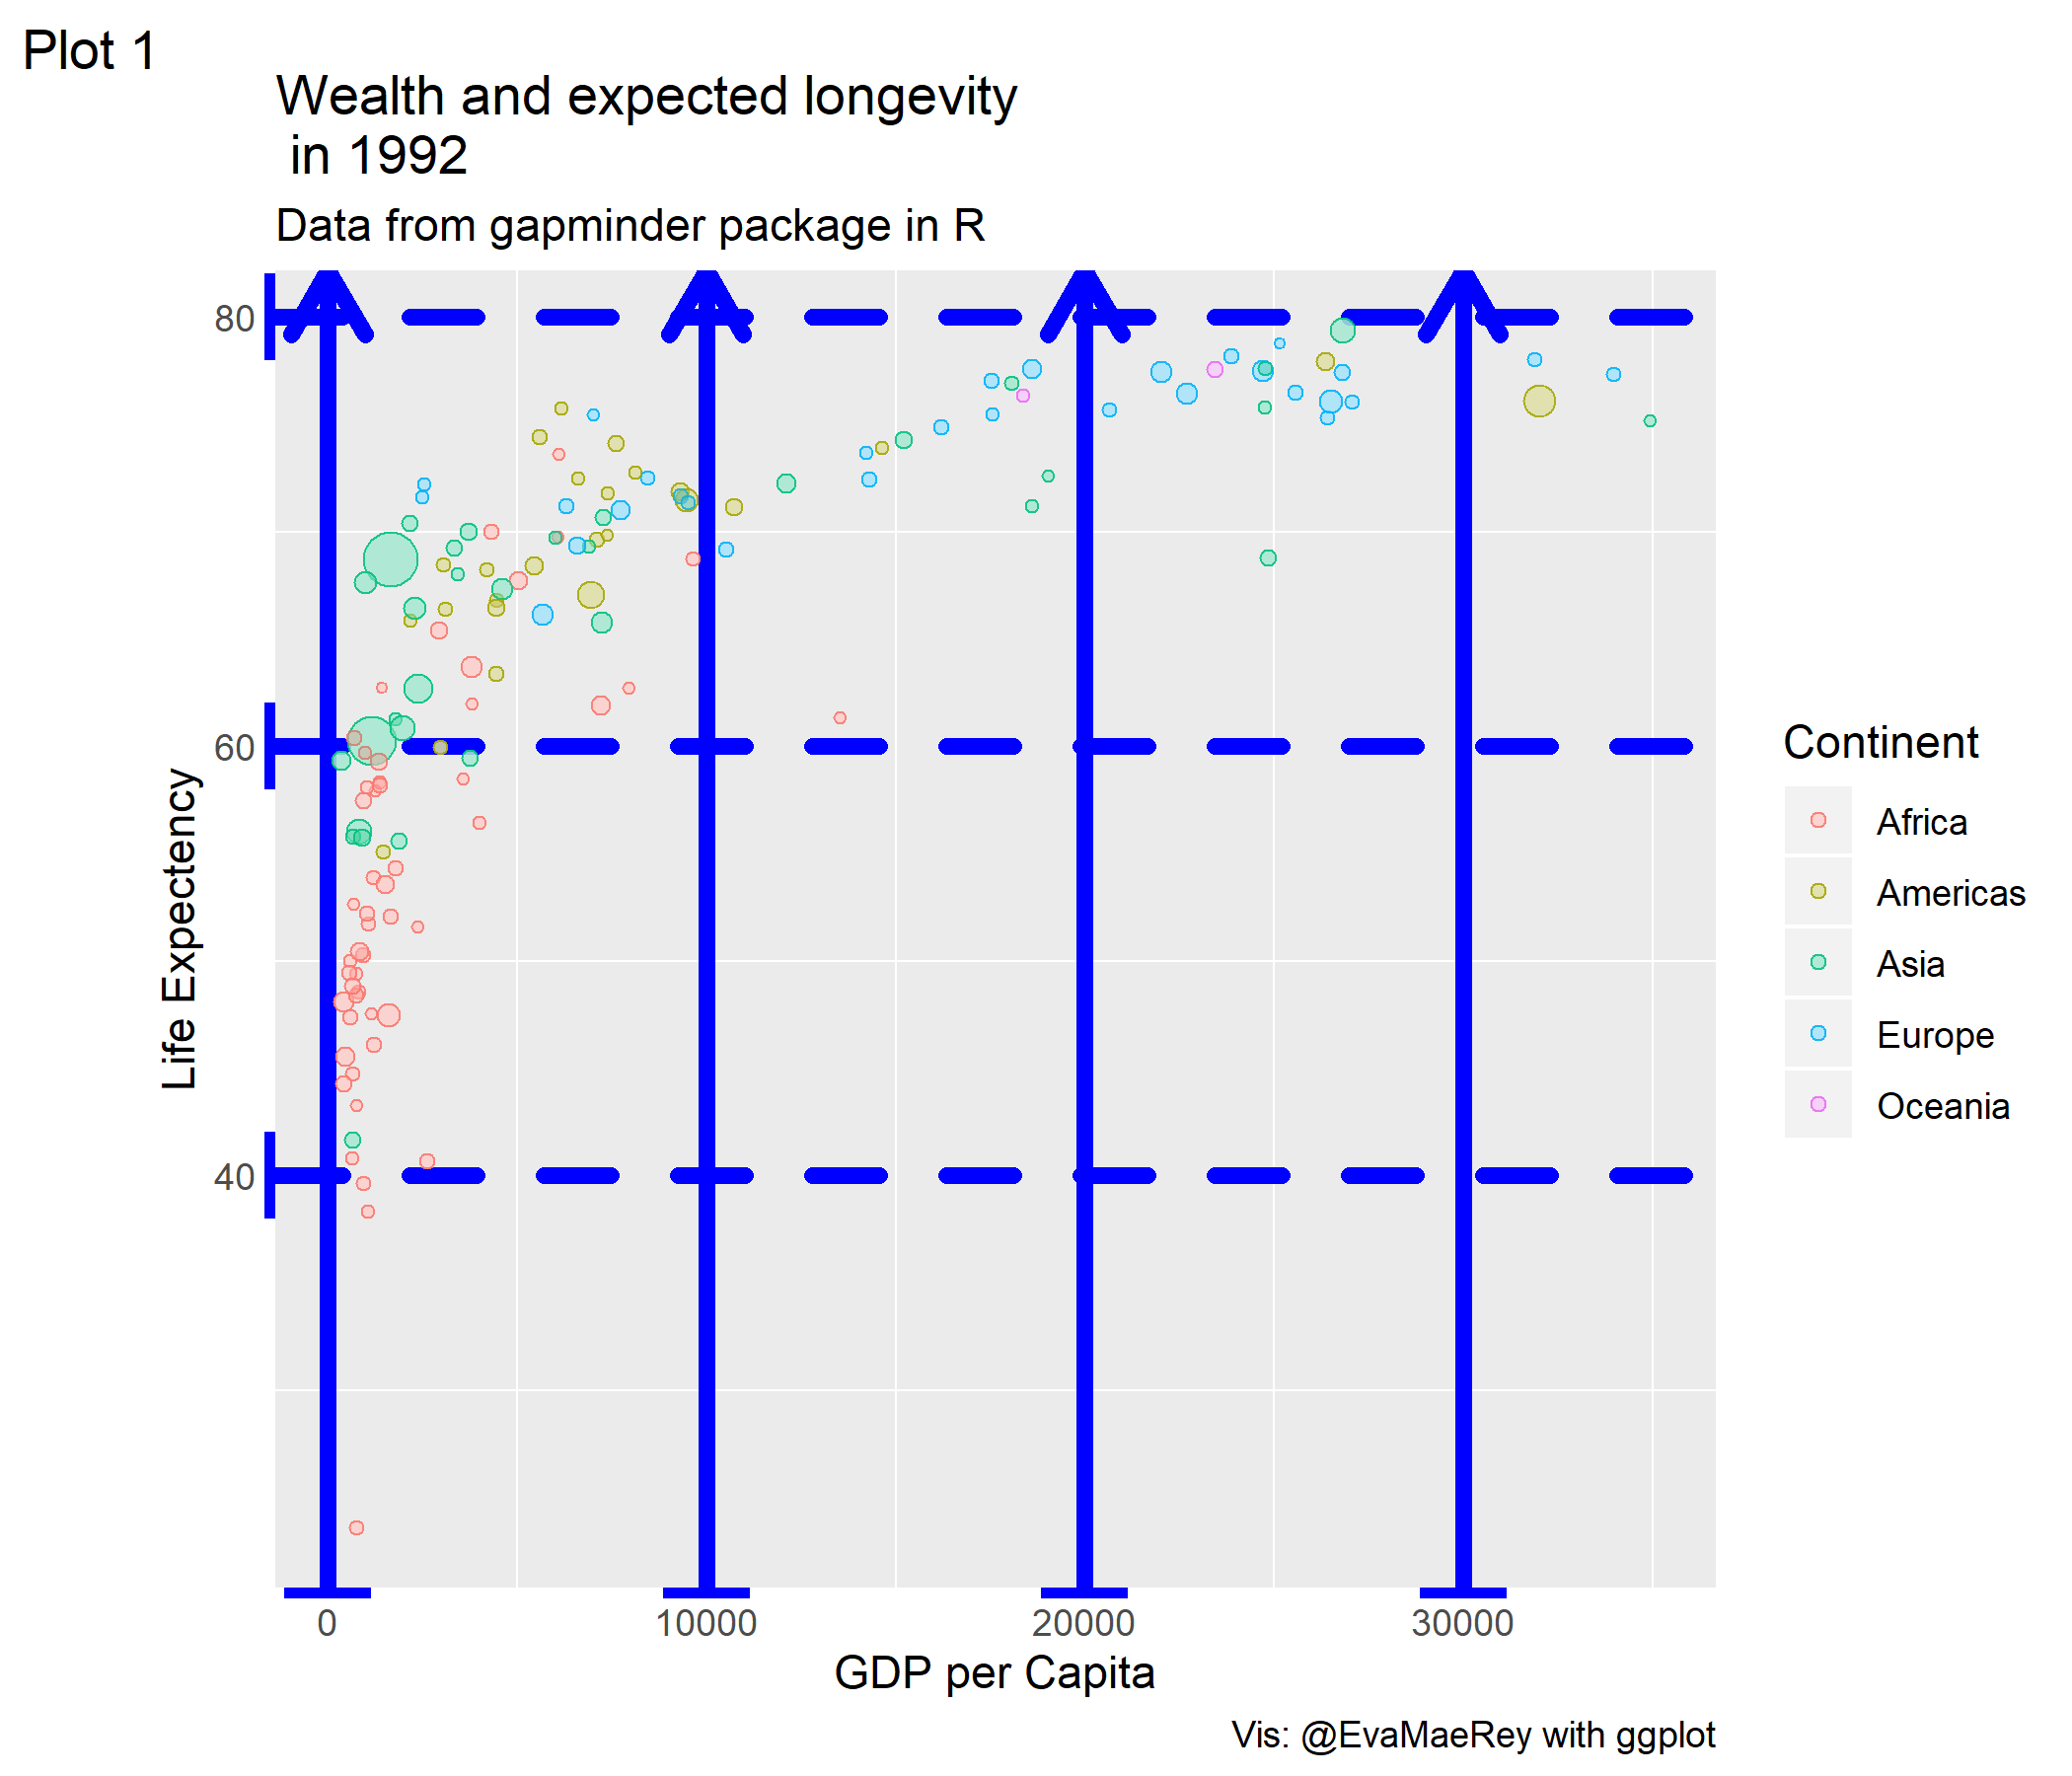 Plot 1
Wealth and expected longevity
in 1992
Data from gapminder package in R
80
60
40
Life Expectency
0 10000 20000 30000
GDP per Capita
Continent
Africa
Americas
Asia
Europe
Oceania
Vis: @EvaMaeRey with ggplot